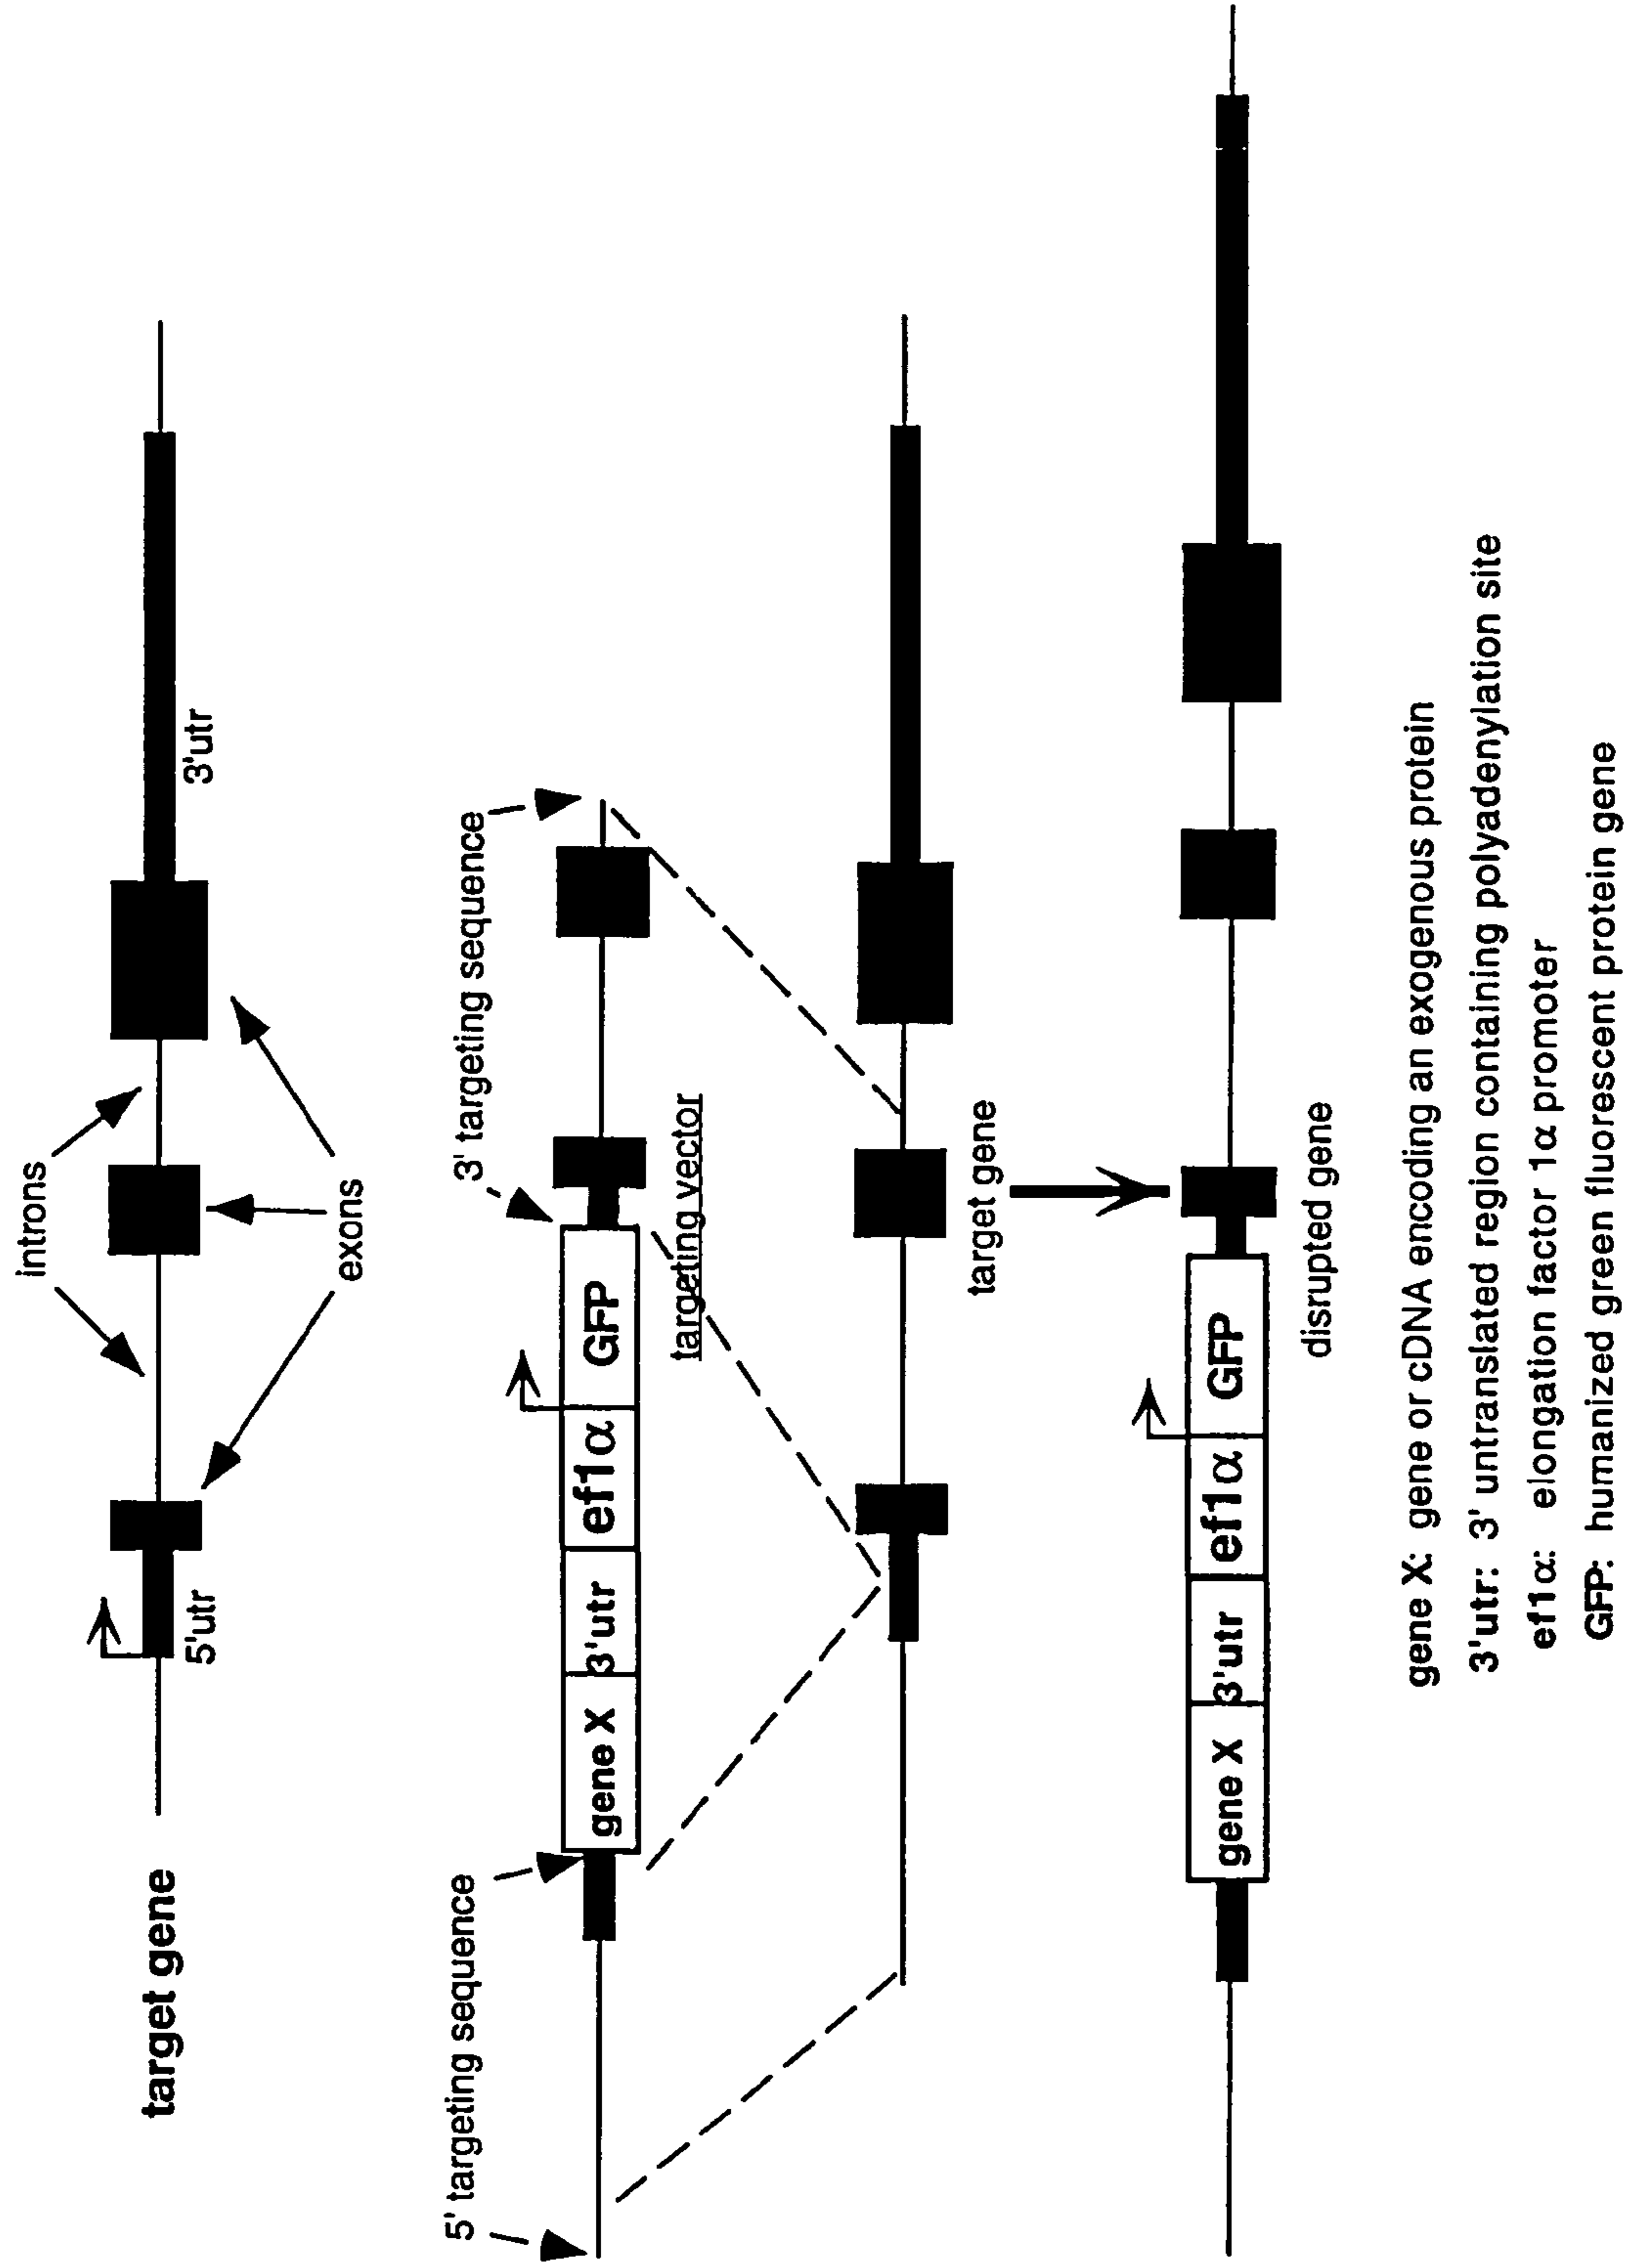 introns
target gene
5'utr
3'utr
exons
5' targeting sequence
3' targeting sequence
gene X
3'utr
ef1α
GFP
targeting vector
target gene
gene X
3'utr
ef1α
GFP
disrupted gene
gene X: gene or cDNA encoding an exogenous protein
3'utr: 3' untranslated region containing polyadenylation site
ef1α: elongation factor 1α promoter
GFP: humanized green fluorescent protein gene